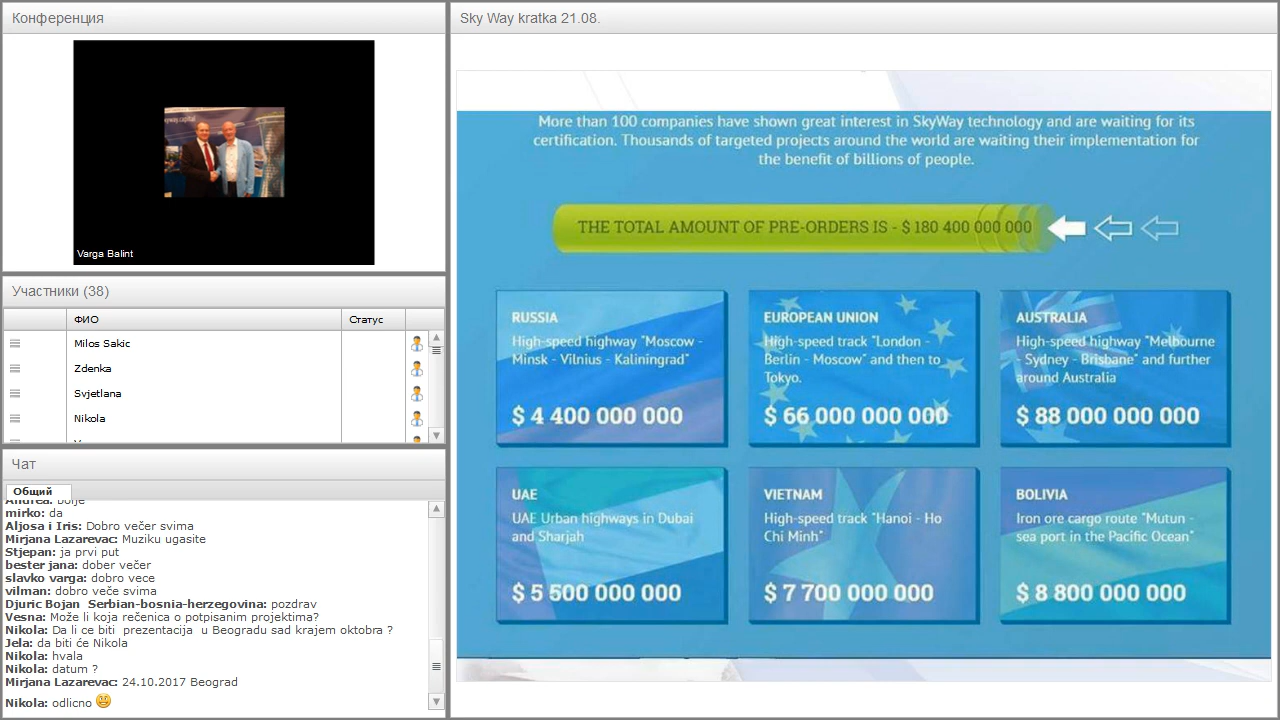 Конференция
Varga Balint
Участники (38)
ФИО
Статус
Milos Sakic
Zdenka
Svjetlana
Nikola
Чат
Общий
Andrea: bolje
mirko: da
Aljosa i Iris: Dobro večer svima
Mirjana Lazarevac: Muziku ugasite
Stjepan: ja prvi put
bester jana: dober večer
slavko varga: dobro vece
vilman: dobro veče svima
Djuric Bojan Serbian-bosnia-herzegovina: pozdrav
Vesna: Može li koja rečenica o potpisanim projektima?
Nikola: Da li ce biti prezentacija u Beogradu sad krajem oktobra ?
Jela: da biti će Nikola
Nikola: hvala
Nikola: datum ?
Mirjana Lazarevac: 24.10.2017 Beograd
Nikola: odlicno
Sky Way kratka 21.08.
More than 100 companies have shown great interest in SkyWay technology and are waiting for its
certification. Thousands of targeted projects around the world are waiting their implementation for
the benefit of billions of people.
THE TOTAL AMOUNT OF PRE-ORDERS IS - $ 180 400 000 000
RUSSIA
High-speed highway "Moscow -
Minsk - Vilnius - Kaliningrad"
$ 4 400 000 000
EUROPEAN UNION
High-speed track "London -
Berlin - Moscow" and then to
Tokyo.
$ 66 000 000 000
AUSTRALIA
High-speed highway "Melbourne
- Sydney - Brisbane" and further
around Australia
$ 88 000 000 000
UAE
UAE Urban highways in Dubai
and Sharjah
$ 5 500 000 000
VIETNAM
High-speed track "Hanoi - Ho
Chi Minh"
$ 7 700 000 000
BOLIVIA
Iron ore cargo route "Mutun -
sea port in the Pacific Ocean"
$ 8 800 000 000